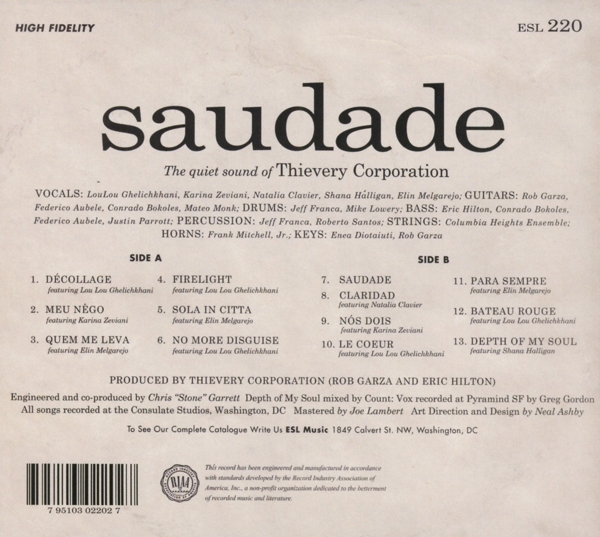 HIGH FIDELITY
ESL 220
saudade
The quiet sound of Thievery Corporation
VOCALS: LouLou Ghelichkhani, Karina Zeviani, Natalia Clavier, Shana Halligan, Elin Melgarejo; GUITARS: Rob Garza,
Federico Aubele, Conrado Bokoles, Mateo Monk; DRUMS: Jeff Franca, Mike Lowery; BASS: Eric Hilton, Conrado Bokoles,
Federico Aubele, Justin Parrott; PERCUSSION: Jeff Franca, Roberto Santos; STRINGS: Columbia Heights Ensemble;
HORNS: Frank Mitchell, Jr.; KEYS: Enea Diotaiuti, Rob Garza
SIDE A
1. DÉCOLLAGE
featuring Lou Lou Ghelichkhani
2. MEU NÊGO
featuring Karina Zeviani
3. QUEM ME LEVA
featuring Elin Melgarejo
4. FIRELIGHT
featuring Lou Lou Ghelichkhani
5. SOLA IN CITTA
featuring Elin Melgarejo
6. NO MORE DISGUISE
featuring Lou Lou Ghelichkhani
SIDE B
7. SAUDADE
8. CLARIDAD
featuring Natalia Clavier
9. NÓS DOIS
featuring Karina Zeviani
10. LE COEUR
featuring Lou Lou Ghelichkhani
11. PARA SEMPRE
featuring Elin Melgarejo
12. BATEAU ROUGE
featuring Lou Lou Ghelichkhani
13. DEPTH OF MY SOUL
featuring Shana Halligan
PRODUCED BY THIEVERY CORPORATION (ROB GARZA AND ERIC HILTON)
Engineered and co-produced by Chris "Stone" Garrett Depth of My Soul mixed by Count: Vox recorded at Pyramind SF by Greg Gordon
All songs recorded at the Consulate Studios, Washington, DC Mastered by Joe Lambert Art Direction and Design by Neal Ashby
To See Our Complete Catalogue Write Us ESL Music 1849 Calvert St. NW, Washington, DC
This record has been engineered and manufactured in accordance
with standards developed by the Record Industry Association of
America, Inc., a non-profit organization dedicated to the betterment
of recorded music and literature.
7 95103 02202 7